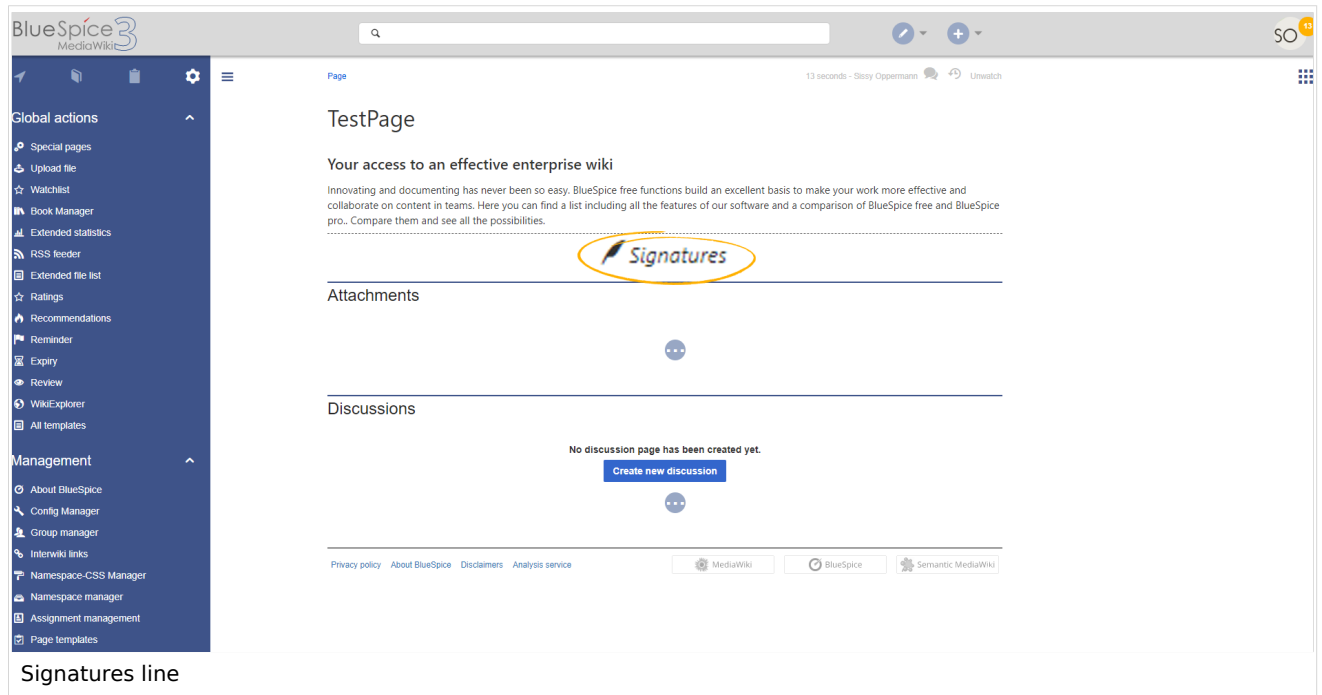 BlueSpice 3
MediaWiki
SO
13
Page
13 seconds - Sissy Oppermann
Unwatch
Global actions
Special pages
Upload file
Watchlist
Book Manager
Extended statistics
RSS feeder
Extended file list
Ratings
Recommendations
Reminder
Expiry
Review
WikiExplorer
All templates
Management
About BlueSpice
Config Manager
Group manager
Interwiki links
Namespace-CSS Manager
Namespace manager
Assignment management
Page templates
TestPage
Your access to an effective enterprise wiki
Innovating and documenting has never been so easy. BlueSpice free functions build an excellent basis to make your work more effective and
collaborate on content in teams. Here you can find a list including all the features of our software and a comparison of BlueSpice free and BlueSpice
pro.. Compare them and see all the possibilities.
Signatures
Attachments
Discussions
No discussion page has been created yet.
Create new discussion
Privacy policy About BlueSpice Disclaimers Analysis service
MediaWiki BlueSpice Semantic MediaWiki
Signatures line